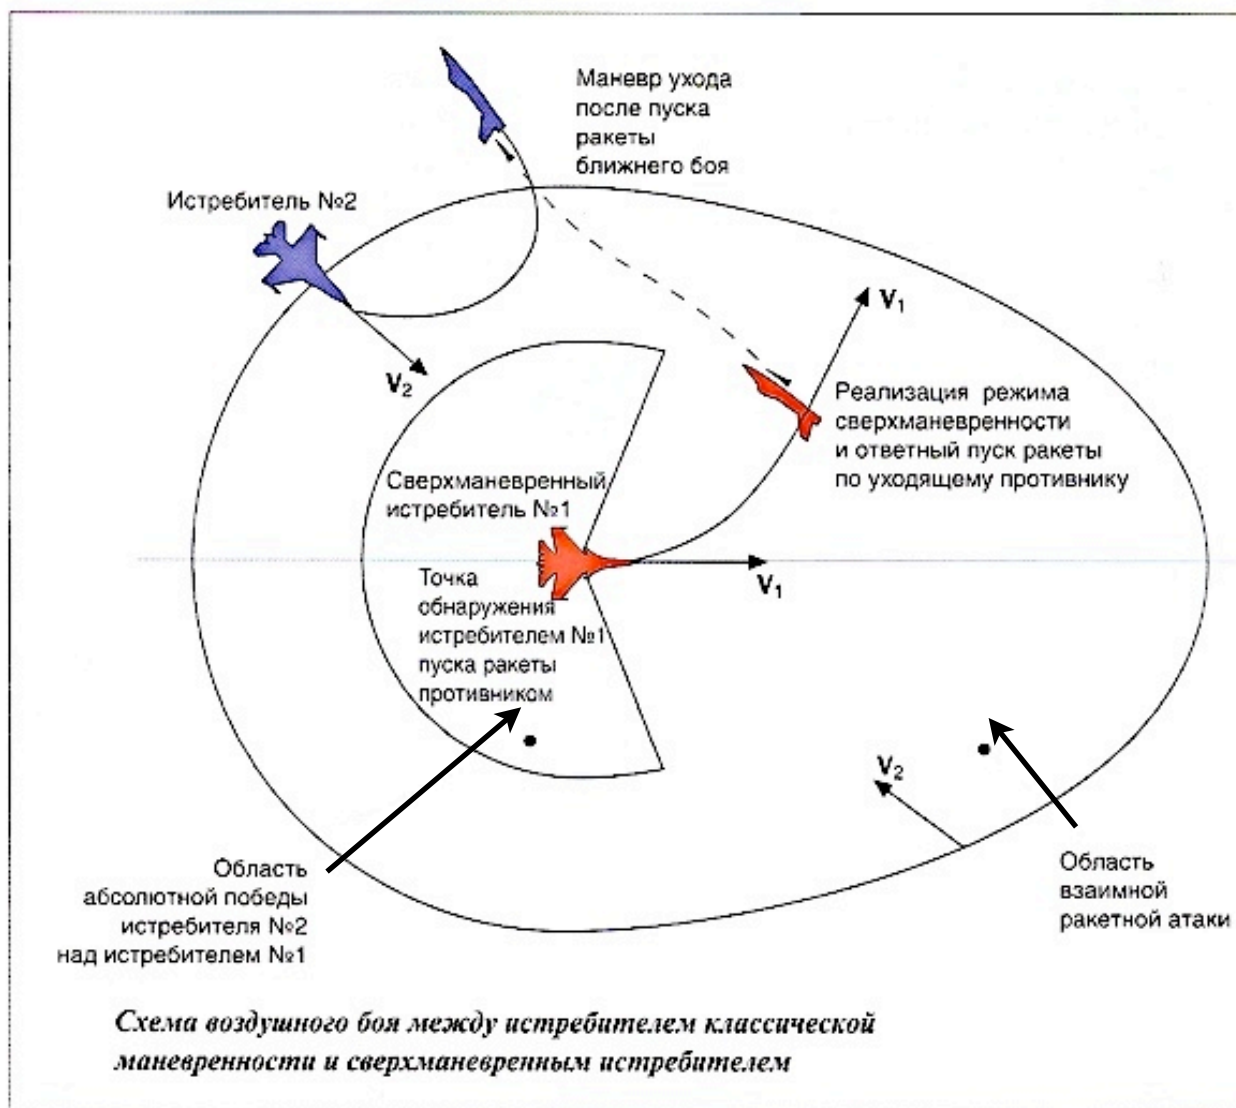 Маневр ухода
после пуска
ракеты
ближнего боя
Истребитель №2
V₁
V₂
Реализация режима
сверхманевренности
и ответный пуск ракеты
по уходящему противнику
Сверхманевренный
истребитель №1
V₁
Точка
обнаружения
истребителем №1
пуска ракеты
противником
V₂
Область
абсолютной победы
истребителя №2
над истребителем №1
Область
взаимной
ракетной атаки
Схема воздушного боя между истребителем классической
маневренности и сверхманевренным истребителем